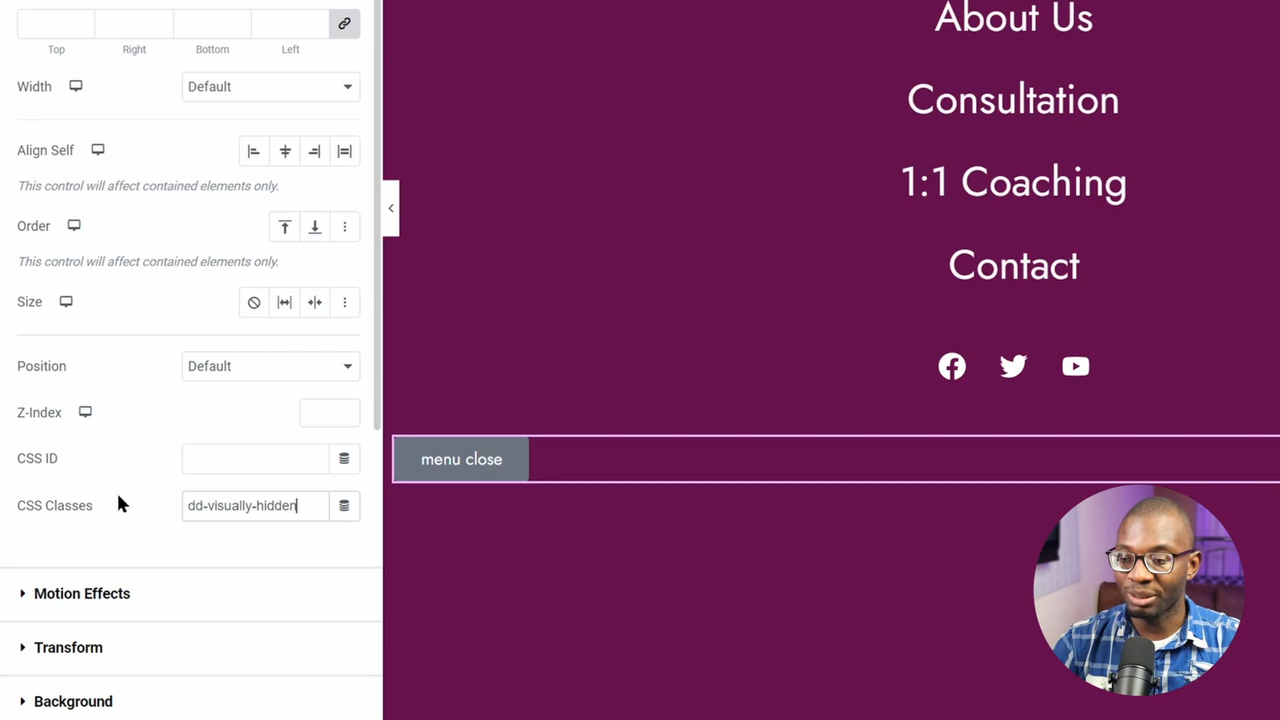 Top
Right
Bottom
Left
Width
Default
Align Self
This control will affect contained elements only.
Order
This control will affect contained elements only.
Size
Position
Default
Z-Index
CSS ID
CSS Classes
dd-visually-hidden
Motion Effects
Transform
Background
About Us
Consultation
1:1 Coaching
Contact
menu close